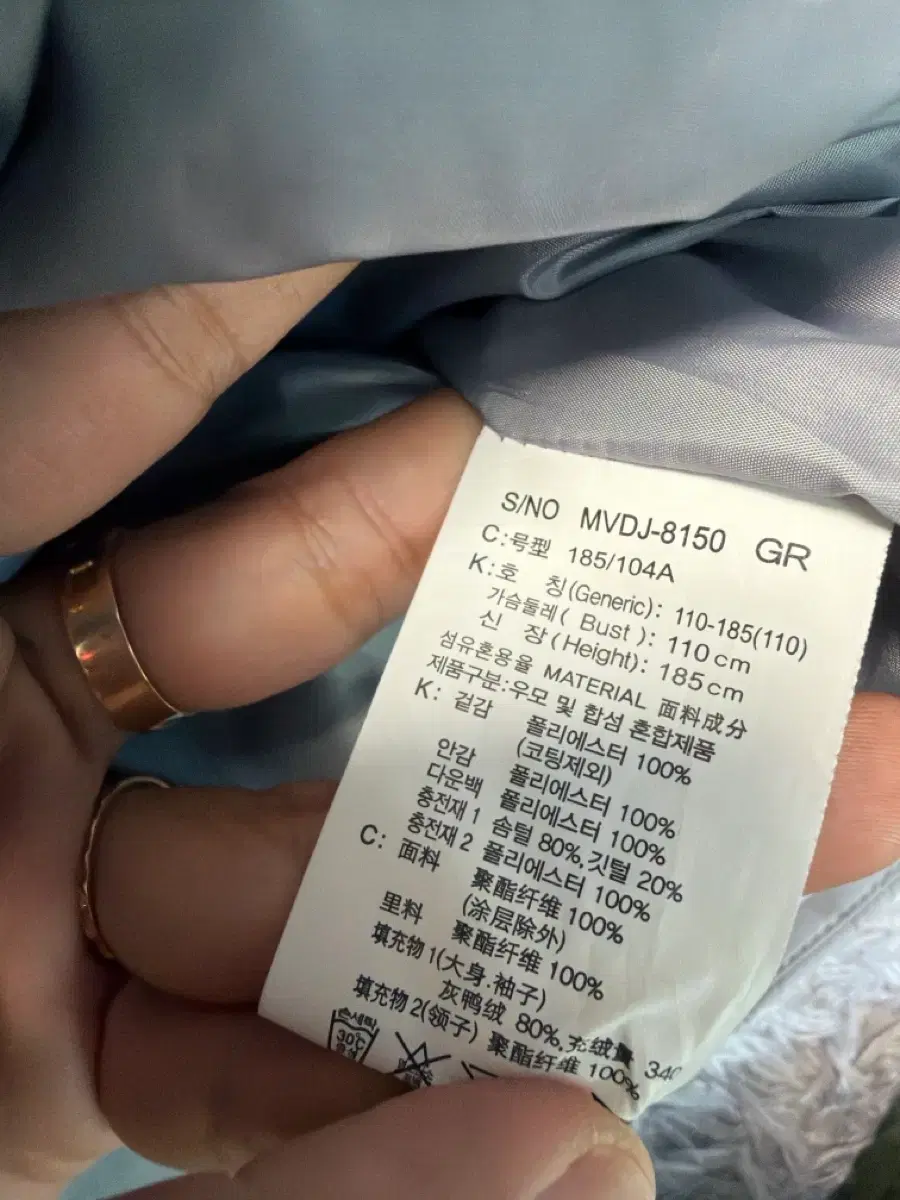 S/NO MVDJ-8150 GR
C:号型 185/104A
K:호 칭(Generic): 110-185(110)
가슴둘레( Bust ): 110cm
신 장(Height): 185cm
섬유혼용율 MATERIAL 面料成分
제품구분:우모 및 합섬 혼합제품
K: 겉감 폴리에스터 100%
(코팅제외)
안감 폴리에스터 100%
다운백 폴리에스터 100%
충전재 1 솜털 80%,깃털 20%
충전재 2 폴리에스터 100%
C: 面料 聚酯纤维 100%
(涂层除外)
里料 聚酯纤维 100%
填充物 1(大身.袖子)
灰鸭绒 80%,充绒量 340
填充物 2(领子) 聚酯纤维 100%
손세탁
30℃